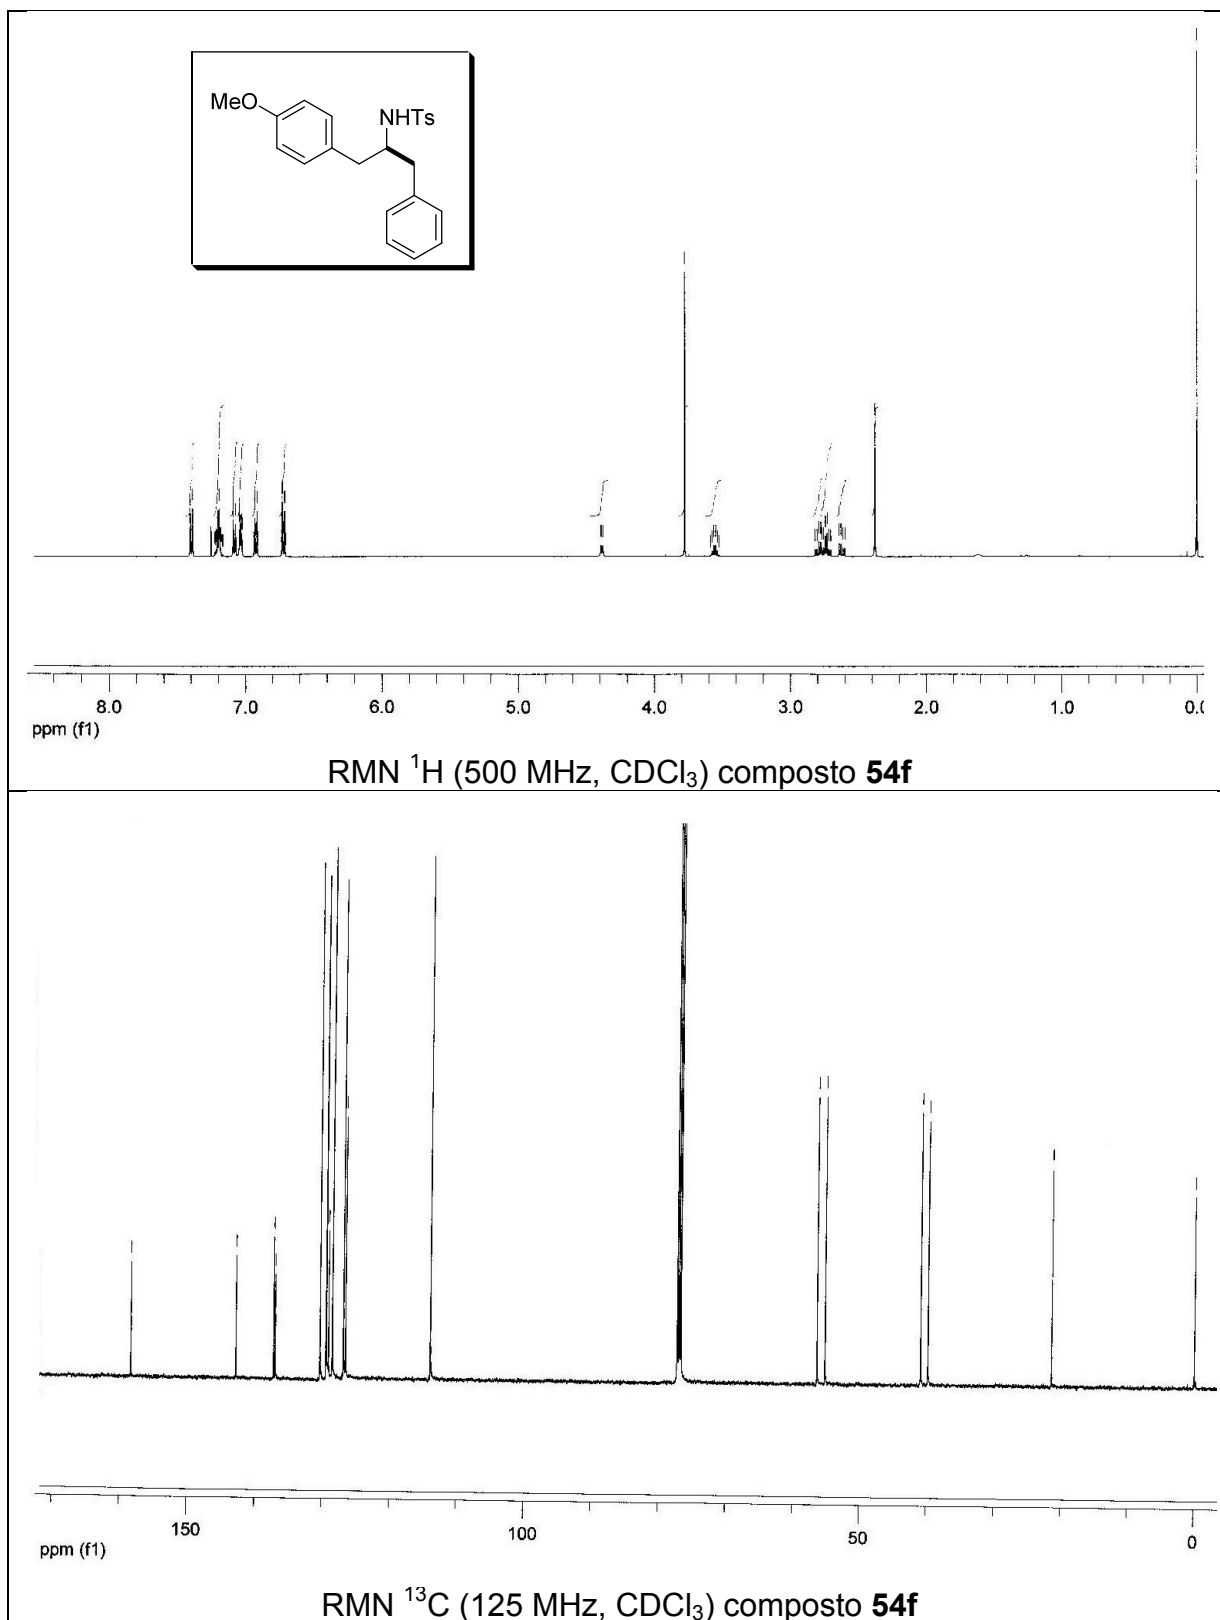 MeO
NHTs
8.0 7.0 6.0 5.0 4.0 3.0 2.0 1.0 0.0
ppm (f1)
RMN ¹H (500 MHz, CDCl₃) composto 54f
150 100 50 0
ppm (f1)
RMN ¹³C (125 MHz, CDCl₃) composto 54f